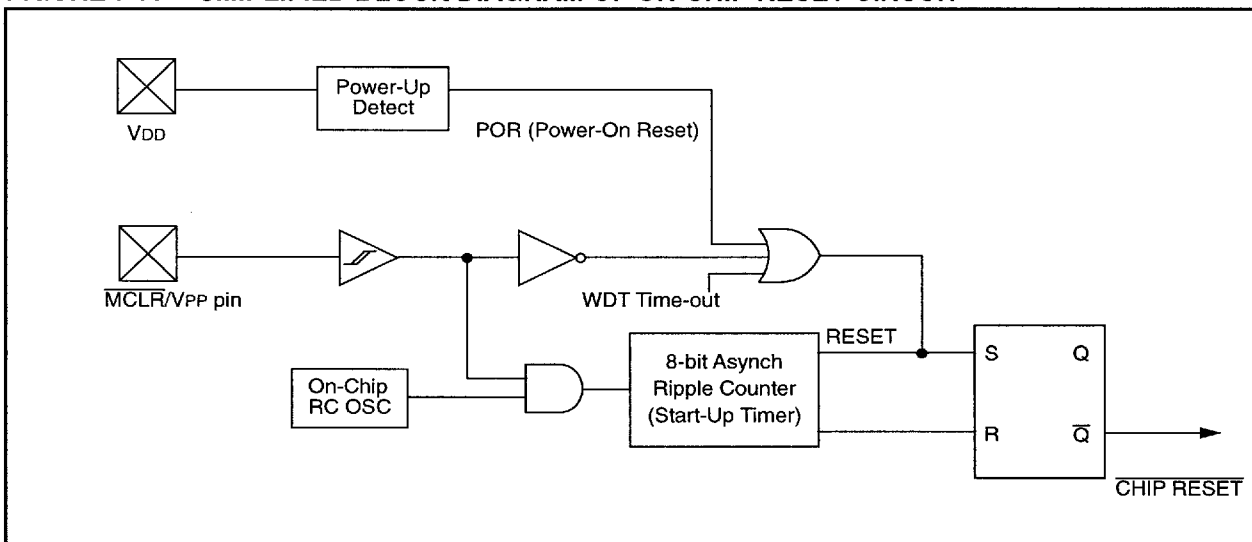 Power-Up
Detect
VDD
POR (Power-On Reset)
MCLR/VPP pin
WDT Time-out
RESET
8-bit Asynch
Ripple Counter
(Start-Up Timer)
On-Chip
RC OSC
S Q
R Q
CHIP RESET